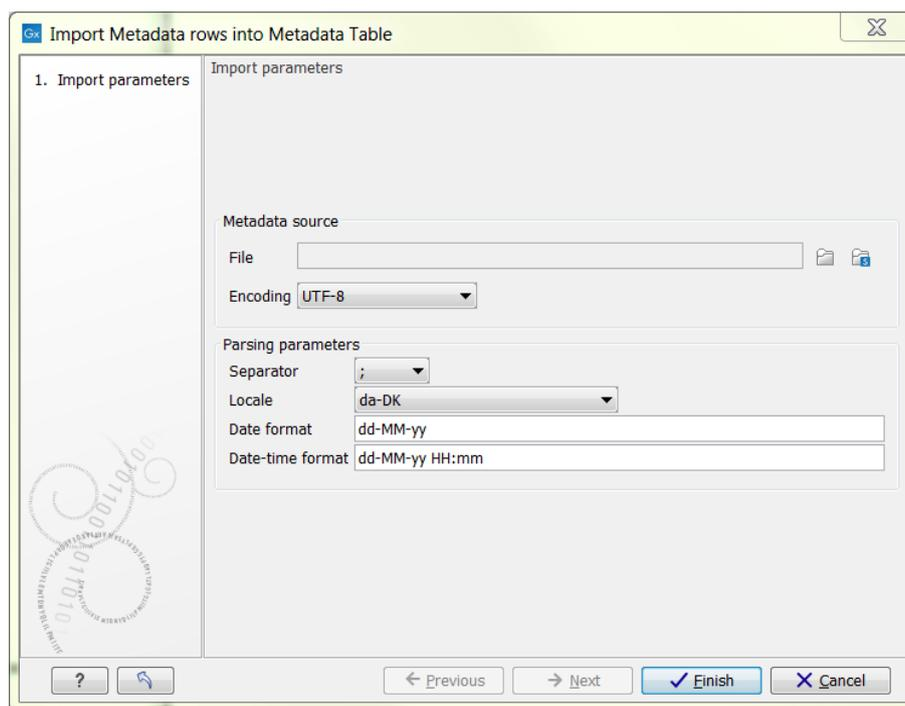 Gx Import Metadata rows into Metadata Table
1. Import parameters
Import parameters
Metadata source
File
Encoding UTF-8
Parsing parameters
Separator ;
Locale da-DK
Date format dd-MM-yy
Date-time format dd-MM-yy HH:mm
? Previous Next Finish Cancel